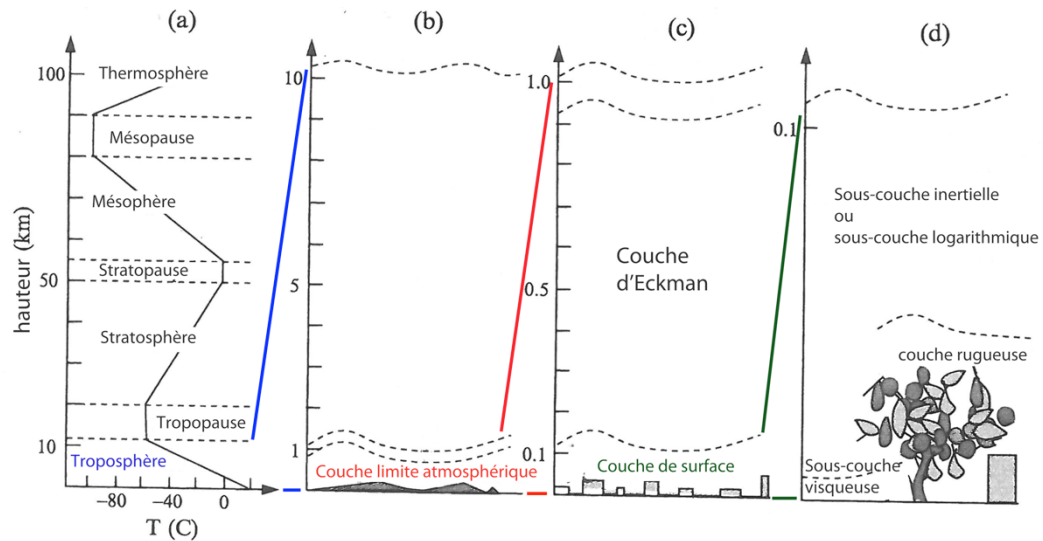 (a)
(b)
(c)
(d)
hauteur (km)
100
50
10
Thermosphère
Mésopause
Mésophère
Stratopause
Stratosphère
Tropopause
Troposphère
−80
−40
0
T (C)
10
5
1
Couche limite atmosphérique
1.0
0.5
0.1
Couche
d’Eckman
Couche de surface
0.1
Sous-couche inertielle
ou
sous-couche logarithmique
couche rugueuse
Sous-couche
visqueuse